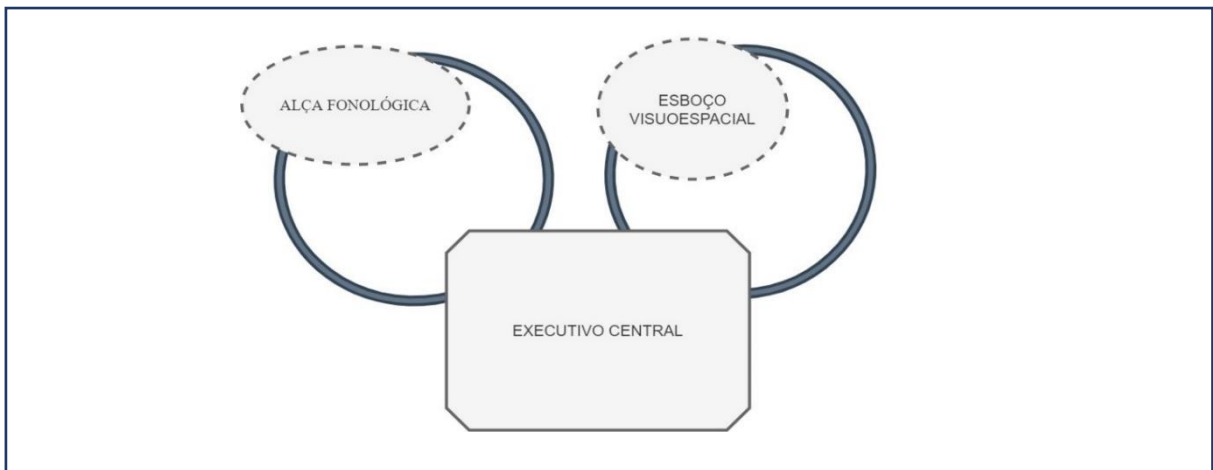 ALÇA FONOLÓGICA
ESBOÇO
VISUOESPACIAL
EXECUTIVO CENTRAL